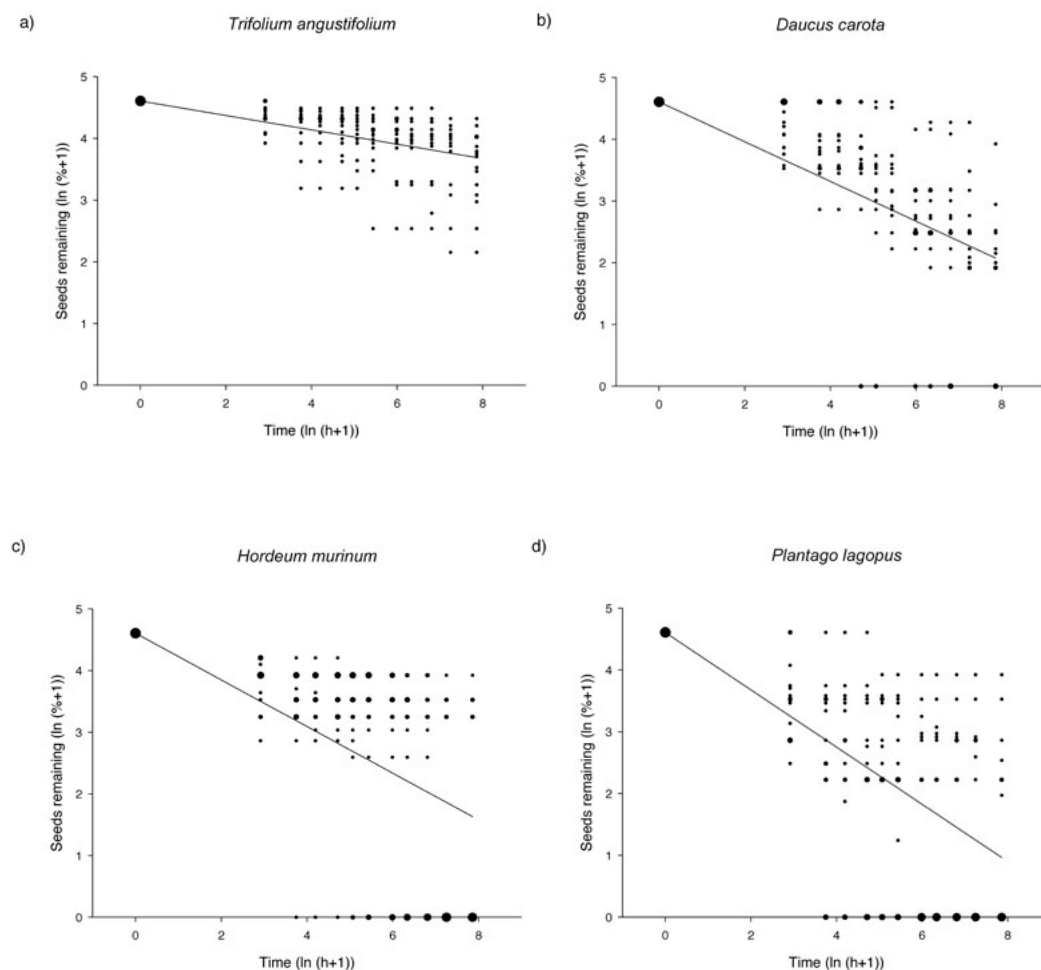 a)
Trifolium angustifolium
5
4
3
2
1
0
Seeds remaining (ln (%+1))
0 2 4 6 8
Time (ln (h+1))
b)
Daucus carota
5
4
3
2
1
0
Seeds remaining (ln (%+1))
0 2 4 6 8
Time (ln (h+1))
c)
Hordeum murinum
5
4
3
2
1
0
Seeds remaining (ln (%+1))
0 2 4 6 8
Time (ln (h+1))
d)
Plantago lagopus
5
4
3
2
1
0
Seeds remaining (ln (%+1))
0 2 4 6 8
Time (ln (h+1))